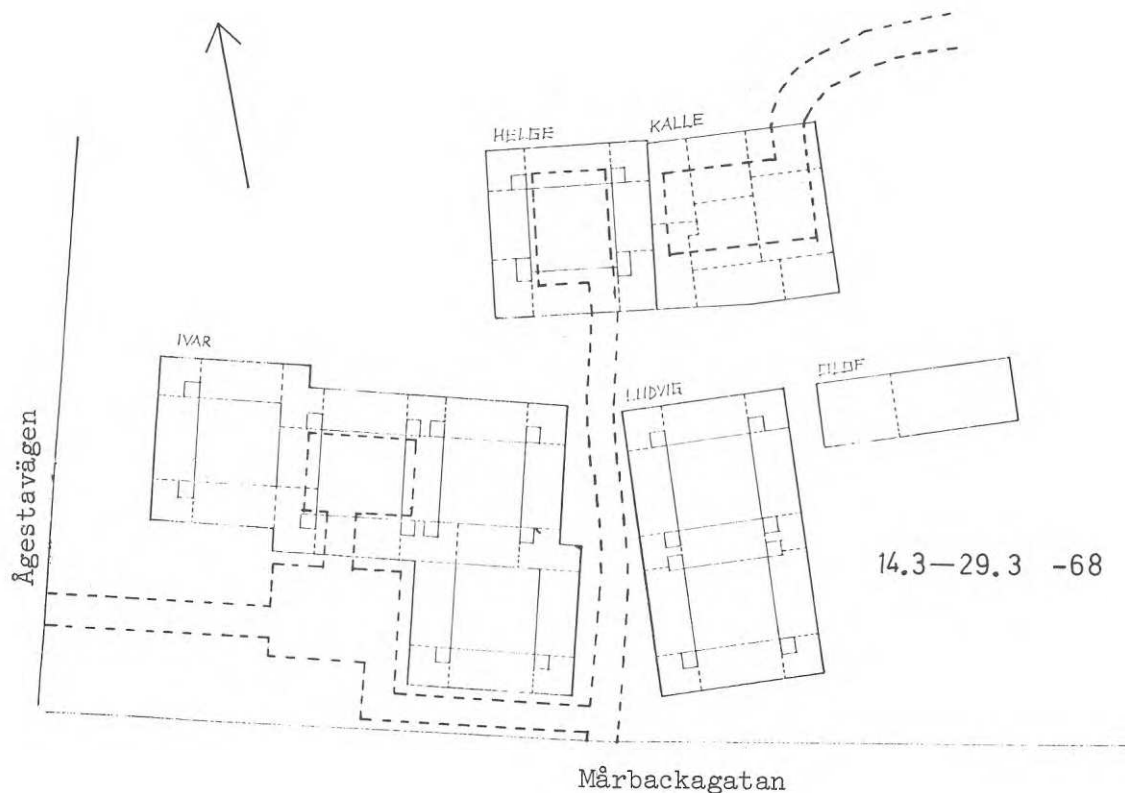 HELGE
KALLE
IVAR
LUDVIG
OLOF
Ågestavägen
14.3—29.3 -68
Mårbackagatan